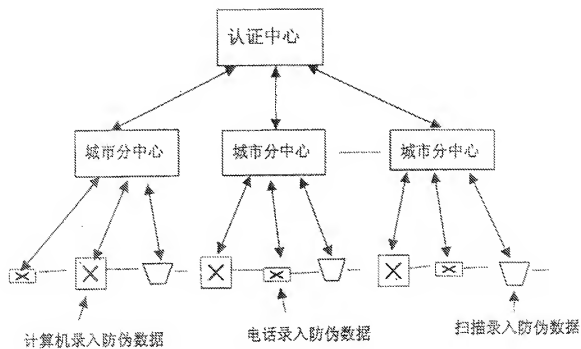 认证中心
城市分中心
城市分中心
城市分中心
计算机录入防伪数据
电话录入防伪数据
扫描录入防伪数据